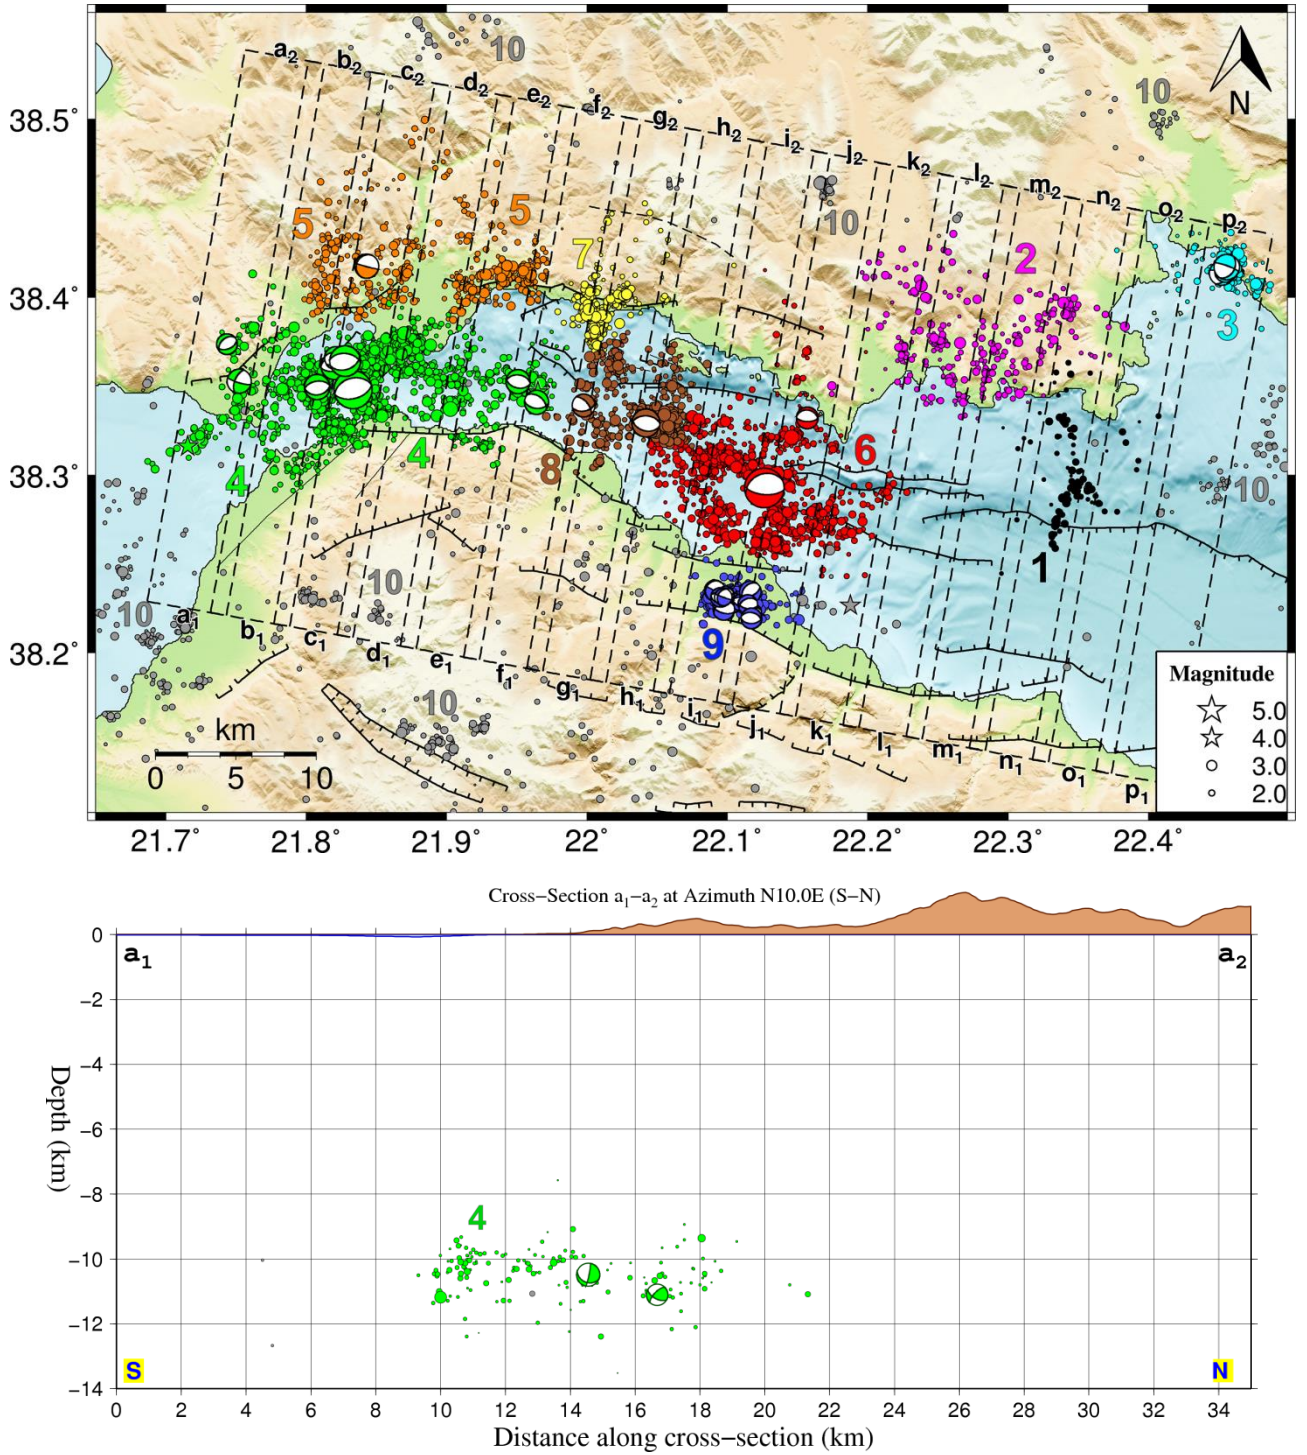 10
10
a2
b2
c2
d2
e2
f2
g2
h2
i2
j2
k2
l2
m2
n2
o2
p2
N
38.5°
38.4°
38.3°
38.2°
5
5
7
10
2
3
4
4
8
6
10
1
10
10
9
10
a1
b1
c1
d1
e1
f1
g1
h1
i1
j1
k1
l1
m1
n1
o1
p1
km
0 5 10
Magnitude
5.0
4.0
3.0
2.0
21.7° 21.8° 21.9° 22° 22.1° 22.2° 22.3° 22.4°
Cross−Section a1−a2 at Azimuth N10.0E (S−N)
a1
a2
0
−2
−4
−6
−8
−10
−12
−14
Depth (km)
4
S
N
0 2 4 6 8 10 12 14 16 18 20 22 24 26 28 30 32 34
Distance along cross−section (km)